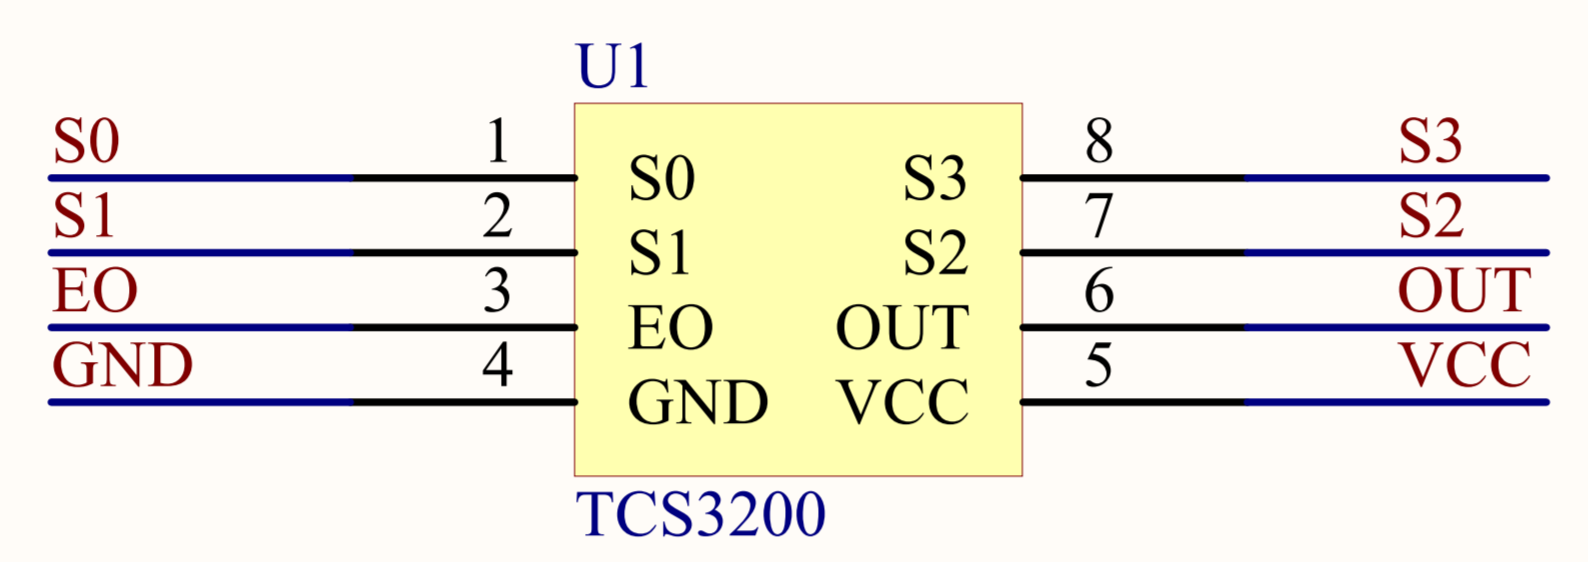 U1
S0 1 S0 S3 8 S3
S1 2 S1 S2 7 S2
EO 3 EO OUT 6 OUT
GND 4 GND VCC 5 VCC
TCS3200